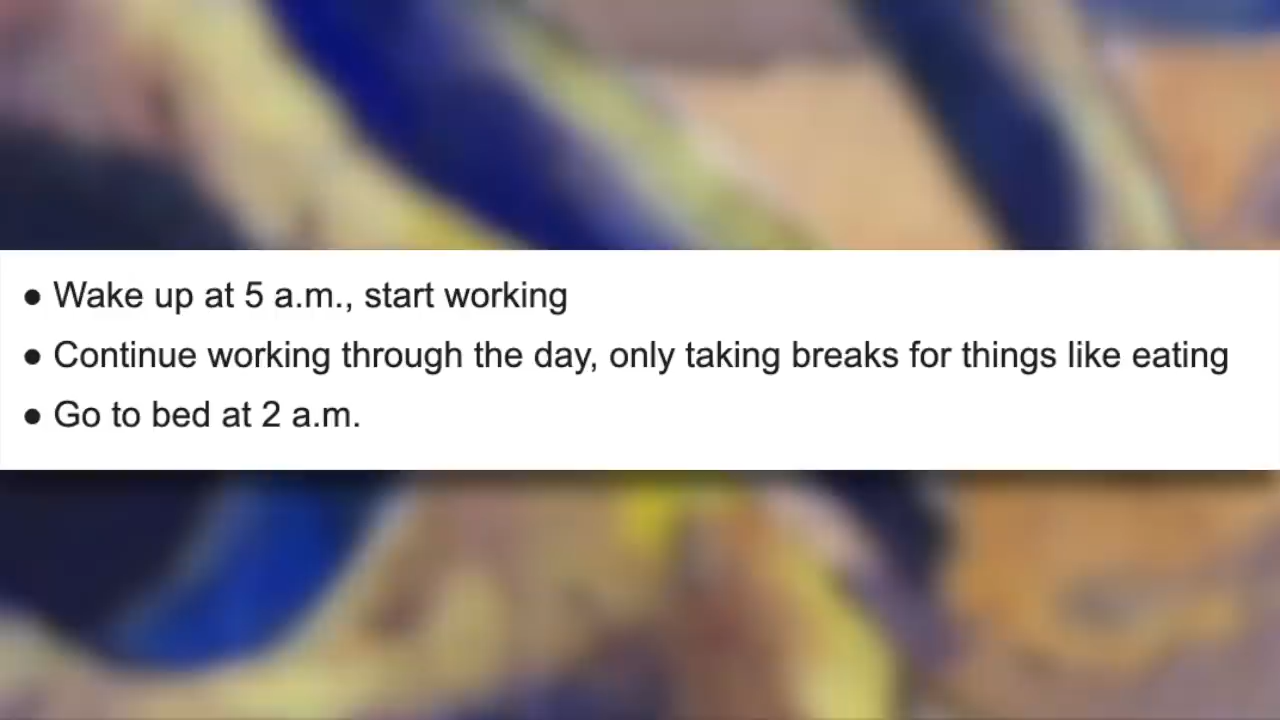 ● Wake up at 5 a.m., start working
● Continue working through the day, only taking breaks for things like eating
● Go to bed at 2 a.m.